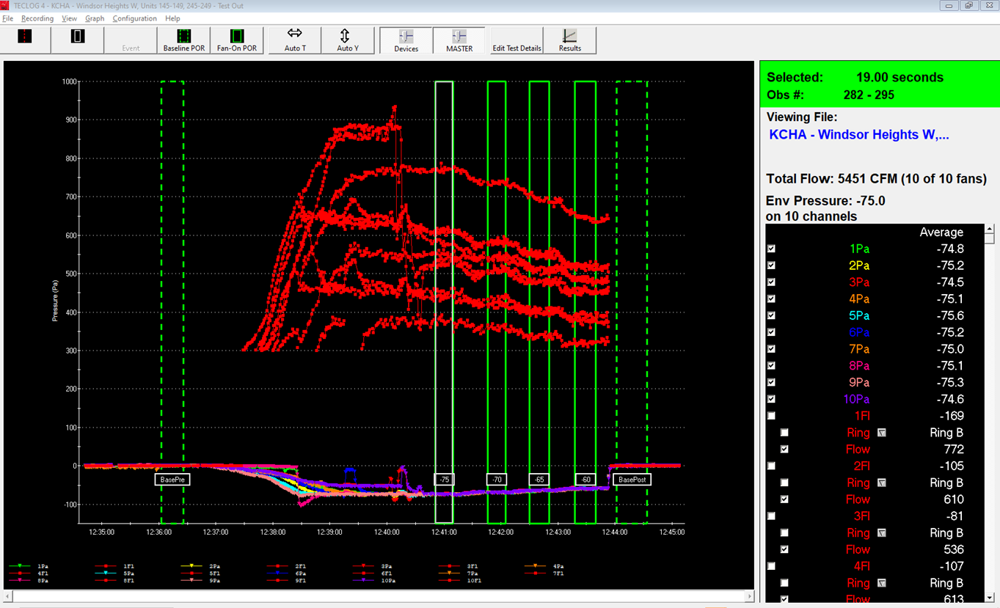 TECLOG 4 - KCHA - Windsor Heights W, Units 145-149, 245-249 - Test Out
File Recording View Graph Configuration Help
Event Baseline POR Fan-On POR Auto T Auto Y Devices MASTER Edit Test Details Results
Selected: 19.00 seconds
Obs #: 282 - 295
Viewing File:
KCHA - Windsor Heights W,...
Total Flow: 5451 CFM (10 of 10 fans)
Env Pressure: -75.0
on 10 channels
Average
1Pa -74.8
2Pa -75.2
3Pa -74.5
4Pa -75.1
5Pa -75.6
6Pa -75.2
7Pa -75.0
8Pa -75.1
9Pa -75.3
10Pa -74.6
1Fl -169
Ring Ring B
Flow 772
2Fl -105
Ring Ring B
Flow 610
3Fl -81
Ring Ring B
Flow 536
4Fl -107
Ring Ring B
Flow 613
Pressure (Pa)
1000
900
800
700
600
500
400
300
200
100
0
-100
BasePre -75 -70 -65 -60 BasePost
12:35:00 12:36:00 12:37:00 12:38:00 12:39:00 12:40:00 12:41:00 12:42:00 12:43:00 12:44:00 12:45:00
1Pa 1Fl 2Pa 2Fl 3Pa 3Fl 4Pa
4Fl 5Pa 5Fl 6Pa 6Fl 7Pa 7Fl
8Pa 8Fl 9Pa 9Fl 10Pa 10Fl